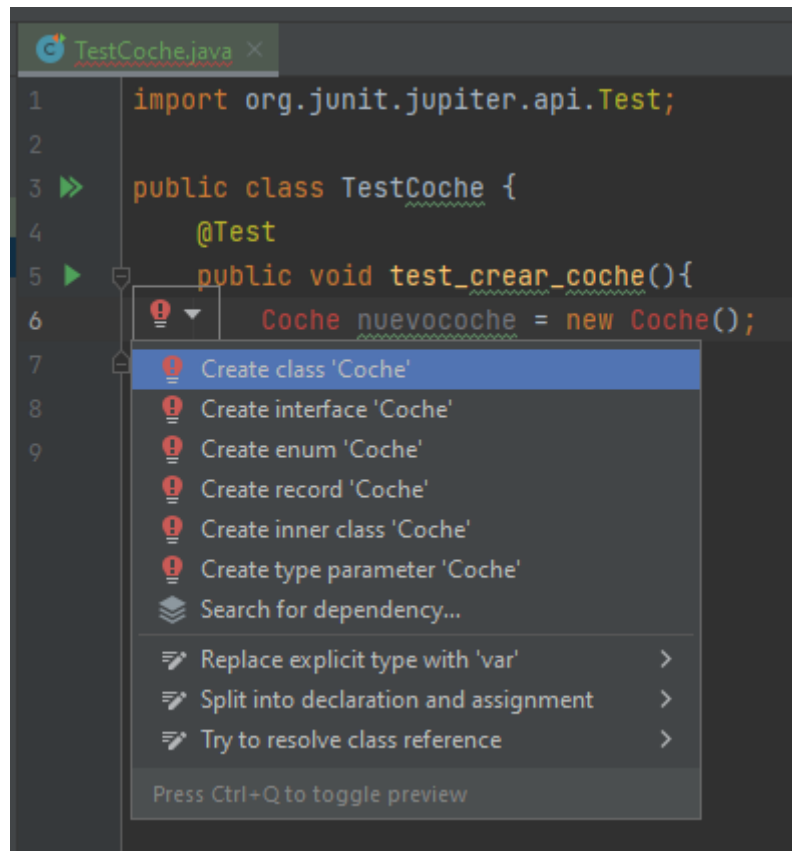 TestCoche.java
1 import org.junit.jupiter.api.Test;
2
3 public class TestCoche {
4 @Test
5 public void test_crear_coche(){
6 Coche nuevocoche = new Coche();
7 Create class 'Coche'
8 Create interface 'Coche'
9 Create enum 'Coche'
Create record 'Coche'
Create inner class 'Coche'
Create type parameter 'Coche'
Search for dependency...
Replace explicit type with 'var'
Split into declaration and assignment
Try to resolve class reference
Press Ctrl+Q to toggle preview